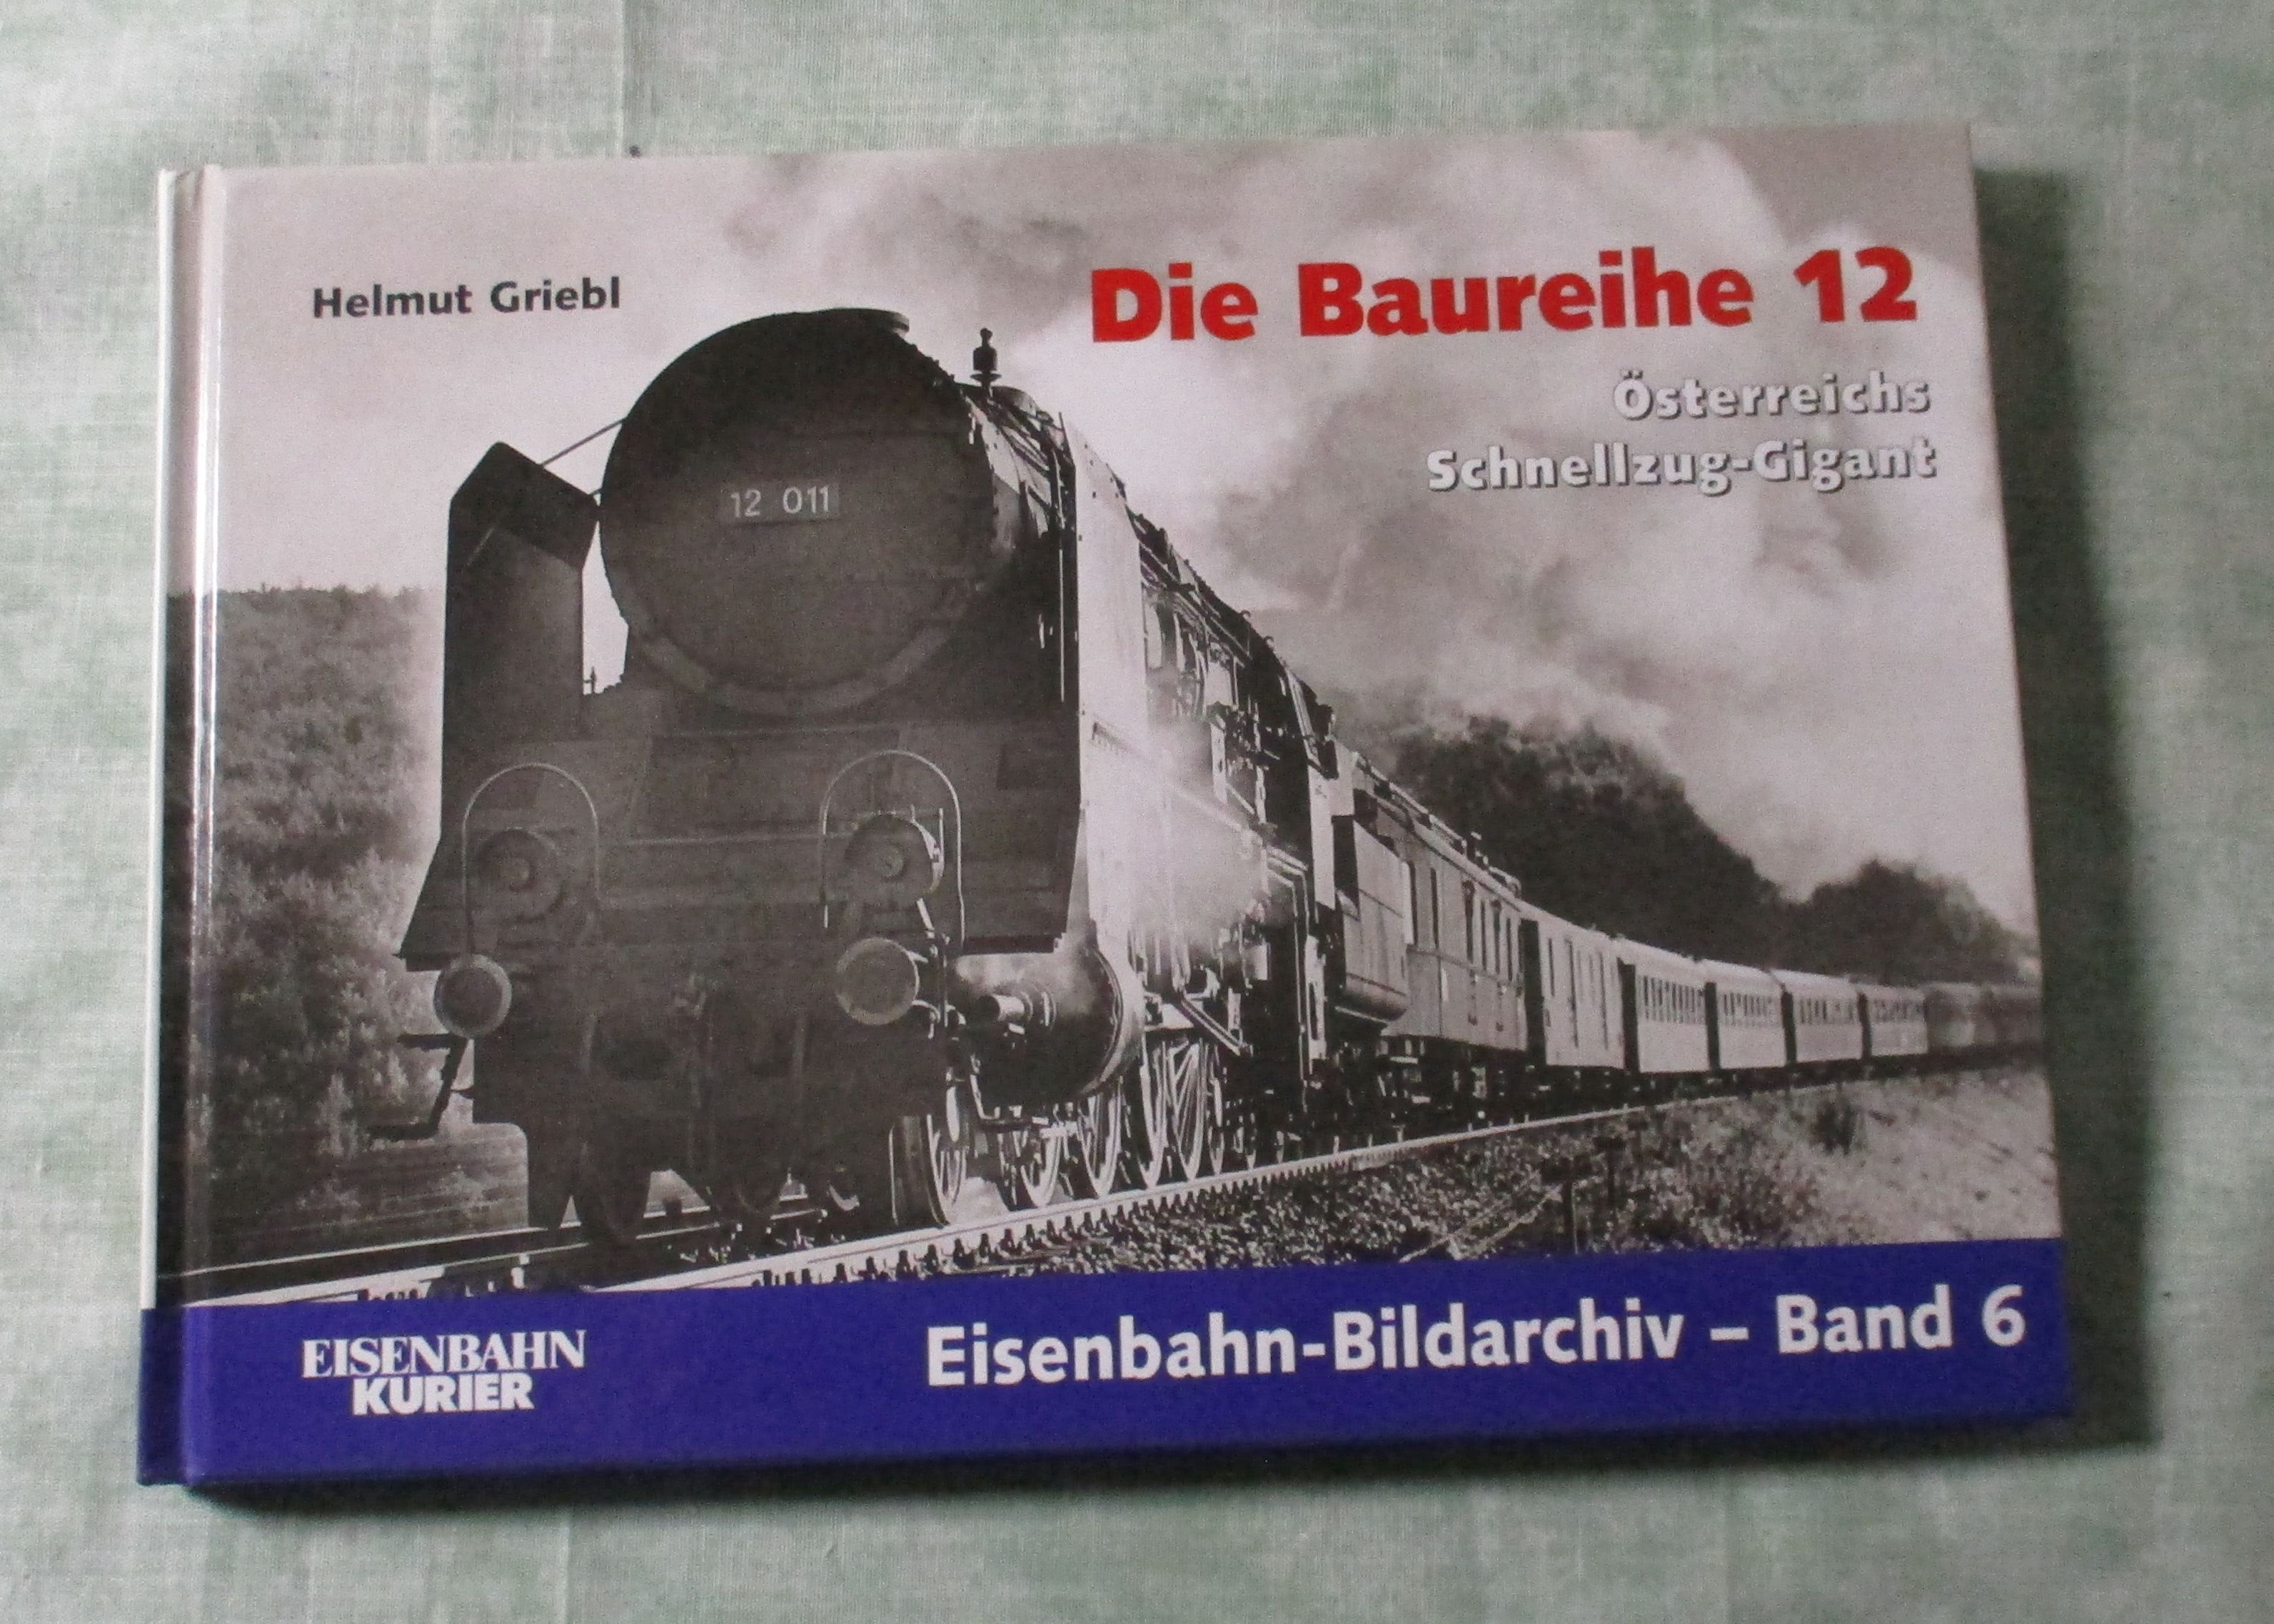 Helmut Griebl
Die Baureihe 12
Österreichs
Schnellzug-Gigant
12 011
EISENBAHN
KURIER
Eisenbahn-Bildarchiv – Band 6